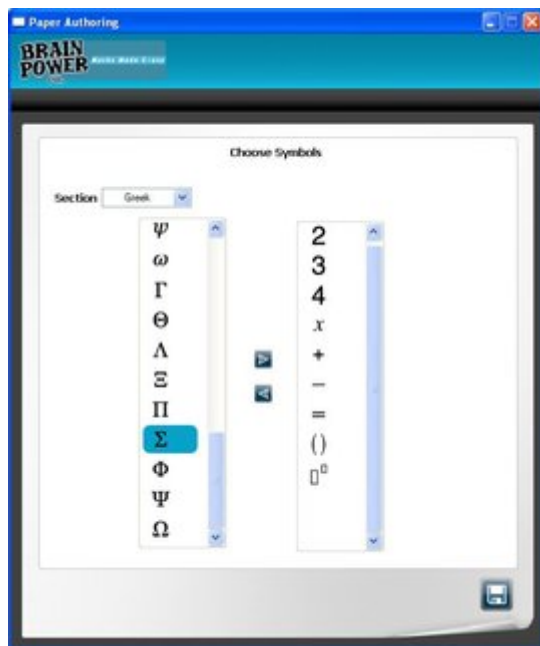 Paper Authoring
BRAIN
POWER
Choose Symbols
Section Greek
ψ
ω
Γ
Θ
Λ
Ξ
Π
Σ
Φ
Ψ
Ω
2
3
4
x
+
−
=
()
▯▫